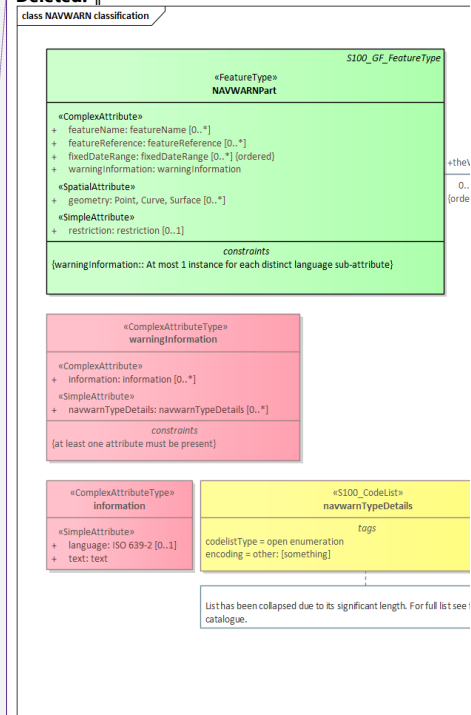 Deleted: ¶
class NAVWARN classification
S100_GF_FeatureType
«FeatureType»
NAVWARNPart
«ComplexAttribute»
+ featureName: featureName [0..*]
+ featureReference: featureReference [0..*]
+ fixedDateRange: fixedDateRange [0..*] {ordered}
+ warningInformation: warningInformation
«SpatialAttribute»
+ geometry: Point, Curve, Surface [0..*]
«SimpleAttribute»
+ restriction: restriction [0..1]
constraints
{warningInformation:: At most 1 instance for each distinct language sub-attribute}
+theV
0..
{orde
«ComplexAttributeType»
warningInformation
«ComplexAttribute»
+ information: information [0..*]
«SimpleAttribute»
+ navwarnTypeDetails: navwarnTypeDetails [0..*]
constraints
{at least one attribute must be present}
«ComplexAttributeType»
information
«SimpleAttribute»
+ language: ISO 639-2 [0..1]
+ text: text
«S100_CodeList»
navwarnTypeDetails
tags
codelistType = open enumeration
encoding = other: [something]
List has been collapsed due to its significant length. For full list see
catalogue.